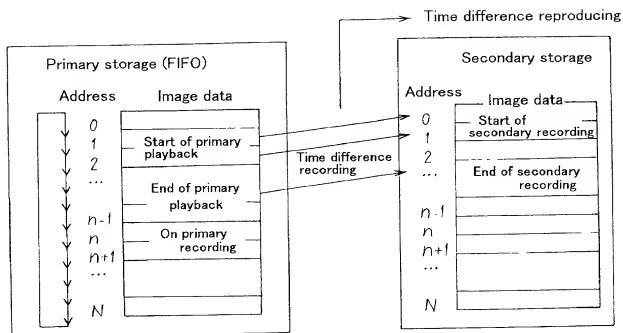 Time difference reproducing
Primary storage (FIFO)
Address Image data
0
1
2
...
n-1
n
n+1
...
N
Start of primary
playback
End of primary
playback
On primary
recording
Time difference
recording
Secondary storage
Address
Image data
0
1
2
...
n-1
n
n+1
...
N
Start of
secondary recording
End of secondary
recording